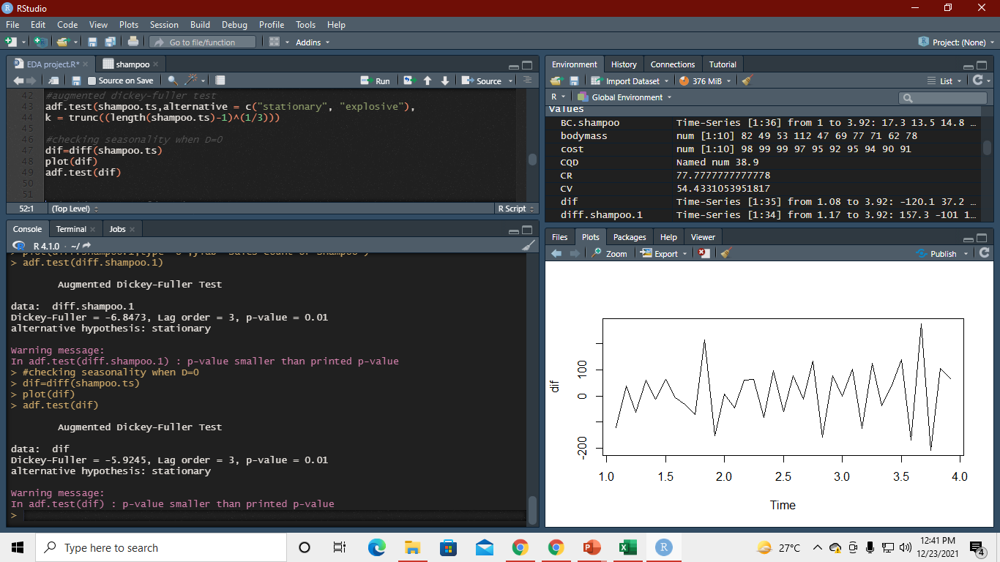 RStudio
File Edit Code View Plots Session Build Debug Profile Tools Help
Go to file/function Addins Project: (None)
EDA project.R* shampoo
Source on Save Run Source
42 #augmented dickey-fuller test
43 adf.test(shampoo.ts,alternative = c("stationary", "explosive"),
44 k = trunc((length(shampoo.ts)-1)^(1/3)))
45
46 #checking seasonality when D=0
47 dif=diff(shampoo.ts)
48 plot(dif)
49 adf.test(dif)
50
51
52:1 (Top Level) R Script
Console Terminal Jobs
R 4.1.0 · ~/
> adf.test(diff.shampoo.1)
Augmented Dickey-Fuller Test
data: diff.shampoo.1
Dickey-Fuller = -6.8473, Lag order = 3, p-value = 0.01
alternative hypothesis: stationary
Warning message:
In adf.test(diff.shampoo.1) : p-value smaller than printed p-value
> #checking seasonality when D=0
> dif=diff(shampoo.ts)
> plot(dif)
> adf.test(dif)
Augmented Dickey-Fuller Test
data: dif
Dickey-Fuller = -5.9245, Lag order = 3, p-value = 0.01
alternative hypothesis: stationary
Warning message:
In adf.test(dif) : p-value smaller than printed p-value
>
Environment History Connections Tutorial
Import Dataset 376 MiB List
R Global Environment
Values
BC.shampoo Time-Series [1:36] from 1 to 3.92: 17.3 13.5 14.8 …
bodymass num [1:10] 82 49 53 112 47 69 77 71 62 78
cost num [1:10] 98 99 99 97 95 92 95 94 90 91
CQD Named num 38.9
CR 77.7777777777778
CV 54.4331053951817
dif Time-Series [1:35] from 1.08 to 3.92: -120.1 37.2 …
diff.shampoo.1 Time-Series [1:34] from 1.17 to 3.92: 157.3 -101 1…
Files Plots Packages Help Viewer
Zoom Export Publish
dif
100
0
-200
1.0 1.5 2.0 2.5 3.0 3.5 4.0
Time
Type here to search
27°C
12:41 PM
12/23/2021
4